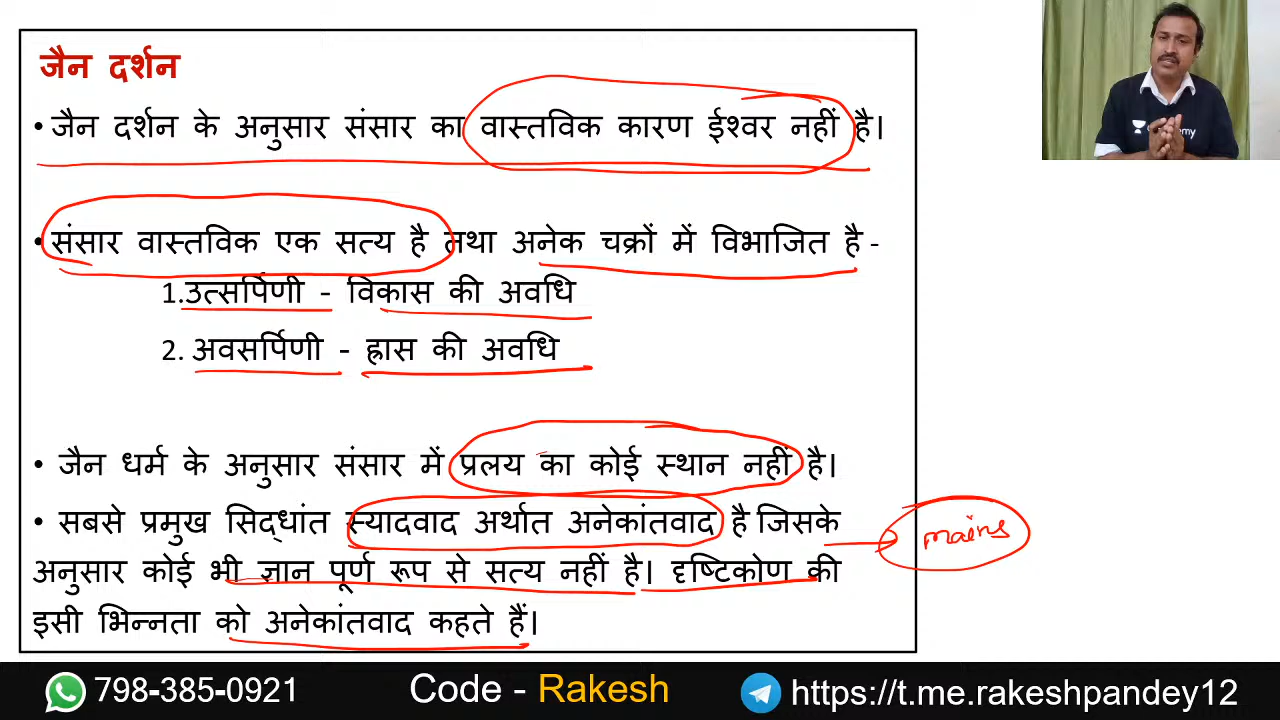 जैन दर्शन
• जैन दर्शन के अनुसार संसार का वास्तविक कारण ईश्वर नहीं है।
• संसार वास्तविक एक सत्य है तथा अनेक चक्रों में विभाजित है -
1.उत्सर्पिणी - विकास की अवधि
2. अवसर्पिणी - ह्रास की अवधि
• जैन धर्म के अनुसार संसार में प्रलय का कोई स्थान नहीं है।
• सबसे प्रमुख सिद्धांत स्यादवाद अर्थात अनेकांतवाद है जिसके
mains
अनुसार कोई भी ज्ञान पूर्ण रूप से सत्य नहीं है। दृष्टिकोण की
इसी भिन्नता को अनेकांतवाद कहते हैं।
798-385-0921
Code - Rakesh
https://t.me.rakeshpandey12